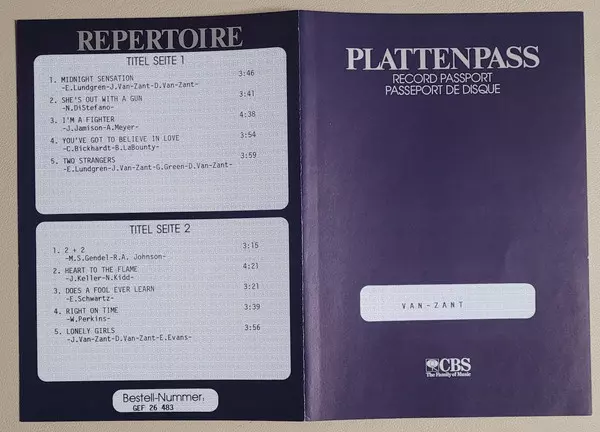 REPERTOIRE
TITEL SEITE 1
1. MIDNIGHT SENSATION 3:46
-E.Lundgren-J.Van-Zant-D.Van-Zant-
2. SHE'S OUT WITH A GUN 3:41
-N.DiStefano-
3. I'M A FIGHTER 4:38
-J.Jamison-A.Meyer-
4. YOU'VE GOT TO BELIEVE IN LOVE 3:54
-C.Bickhardt-B.LaBounty-
5. TWO STRANGERS 3:59
-E.Lundgren-J.Van-Zant-G.Green-D.Van-Zant-
TITEL SEITE 2
1. 2 + 2 3:15
-M.S.Gendel-R.A. Johnson-
2. HEART TO THE FLAME 4:21
-J.Keller-N.Kidd-
3. DOES A FOOL EVER LEARN 3:21
-E.Schwartz-
4. RIGHT ON TIME 3:39
-W.Perkins-
5. LONELY GIRLS 3:56
-J.Van-Zant-D.Van-Zant-E.Evans-
Bestell-Nummer:
GEF 26 483
PLATTENPASS
RECORD PASSPORT
PASSEPORT DE DISQUE
VAN-ZANT
CBS
The Family of Music